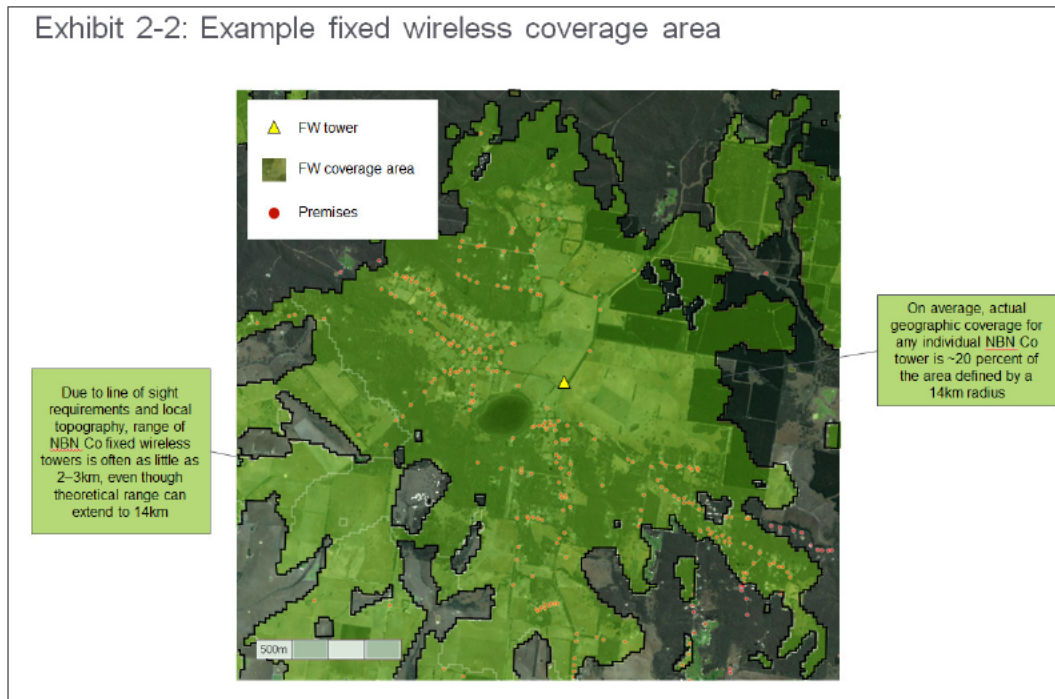 Exhibit 2-2: Example fixed wireless coverage area
FW tower
FW coverage area
Premises
On average, actual
geographic coverage for
any individual NBN Co
tower is ~20 percent of
the area defined by a
14km radius
Due to line of sight
requirements and local
topography, range of
NBN Co fixed wireless
towers is often as little as
2–3km, even though
theoretical range can
extend to 14km
500m